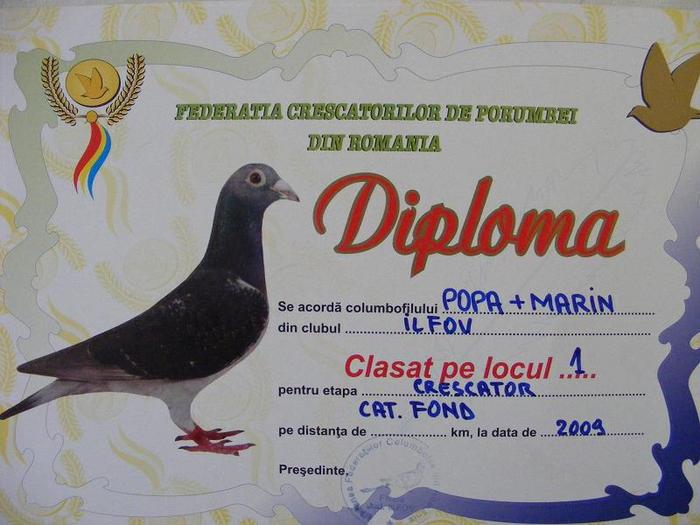 FEDERATIA CRESCATORILOR DE PORUMBEI
DIN ROMANIA
Diploma
Se acordă columbofilului POPA + MARIN
din clubul ILFOV
Clasat pe locul 1
pentru etapa CRESCATOR
CAT. FOND
pe distanţa de .................. km, la data de 2009
Preşedinte,